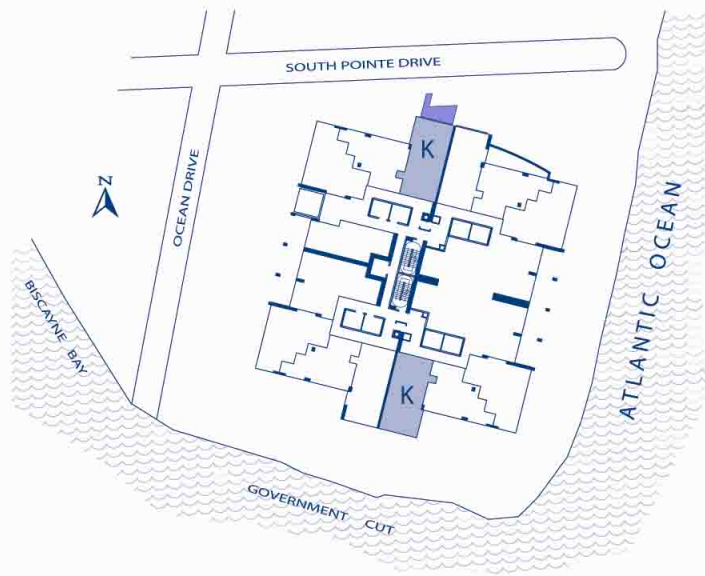 SOUTH POINTE DRIVE
K
N
OCEAN DRIVE
ATLANTIC OCEAN
BISCAYNE BAY
K
GOVERNMENT CUT